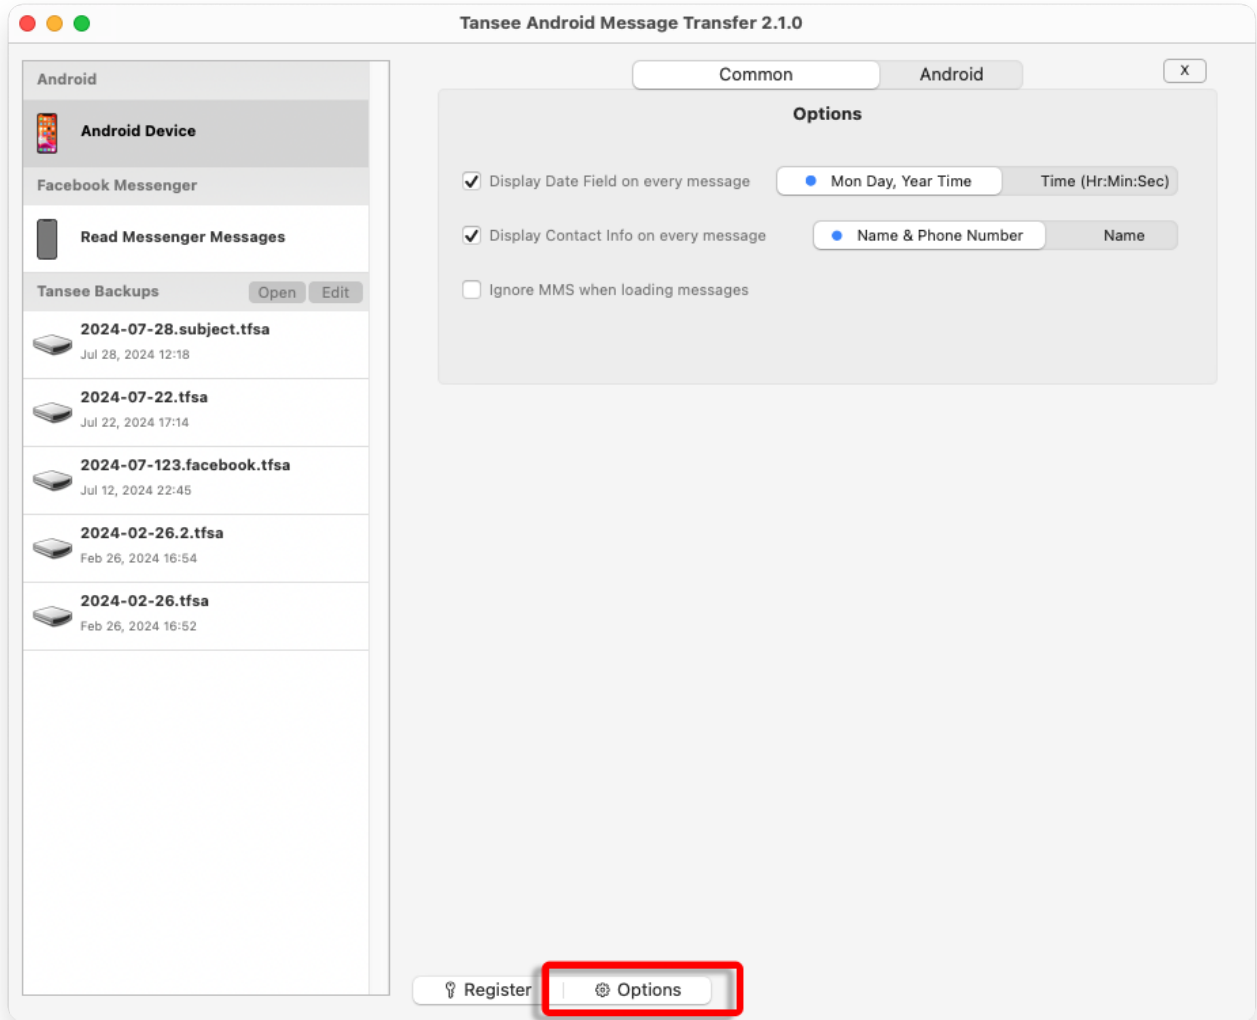 Tansee Android Message Transfer 2.1.0
Android
Android Device
Facebook Messenger
Read Messenger Messages
Tansee Backups Open Edit
2024-07-28.subject.tfsa
Jul 28, 2024 12:18
2024-07-22.tfsa
Jul 22, 2024 17:14
2024-07-123.facebook.tfsa
Jul 12, 2024 22:45
2024-02-26.2.tfsa
Feb 26, 2024 16:54
2024-02-26.tfsa
Feb 26, 2024 16:52
Common Android X
Options
Display Date Field on every message Mon Day, Year Time Time (Hr:Min:Sec)
Display Contact Info on every message Name & Phone Number Name
Ignore MMS when loading messages
Register Options